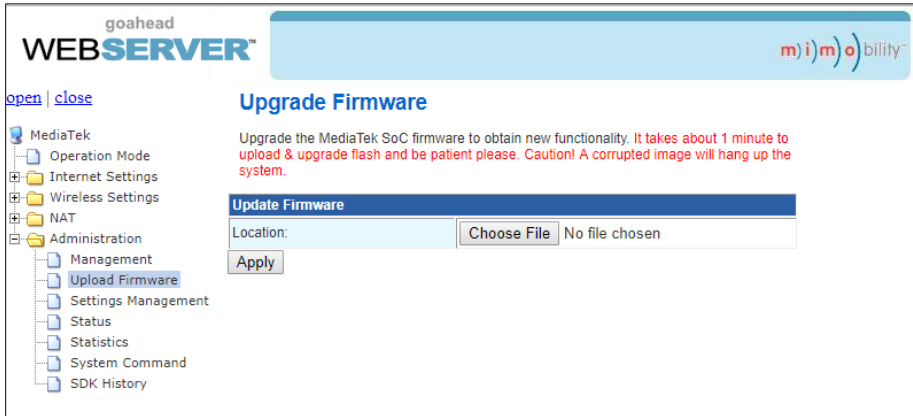 goahead
WEBSERVER™
m)i)m)o)bility™
open | close
MediaTek
Operation Mode
Internet Settings
Wireless Settings
NAT
Administration
Management
Upload Firmware
Settings Management
Status
Statistics
System Command
SDK History
Upgrade Firmware
Upgrade the MediaTek SoC firmware to obtain new functionality. It takes about 1 minute to
upload & upgrade flash and be patient please. Caution! A corrupted image will hang up the
system.
Update Firmware
Location: Choose File No file chosen
Apply